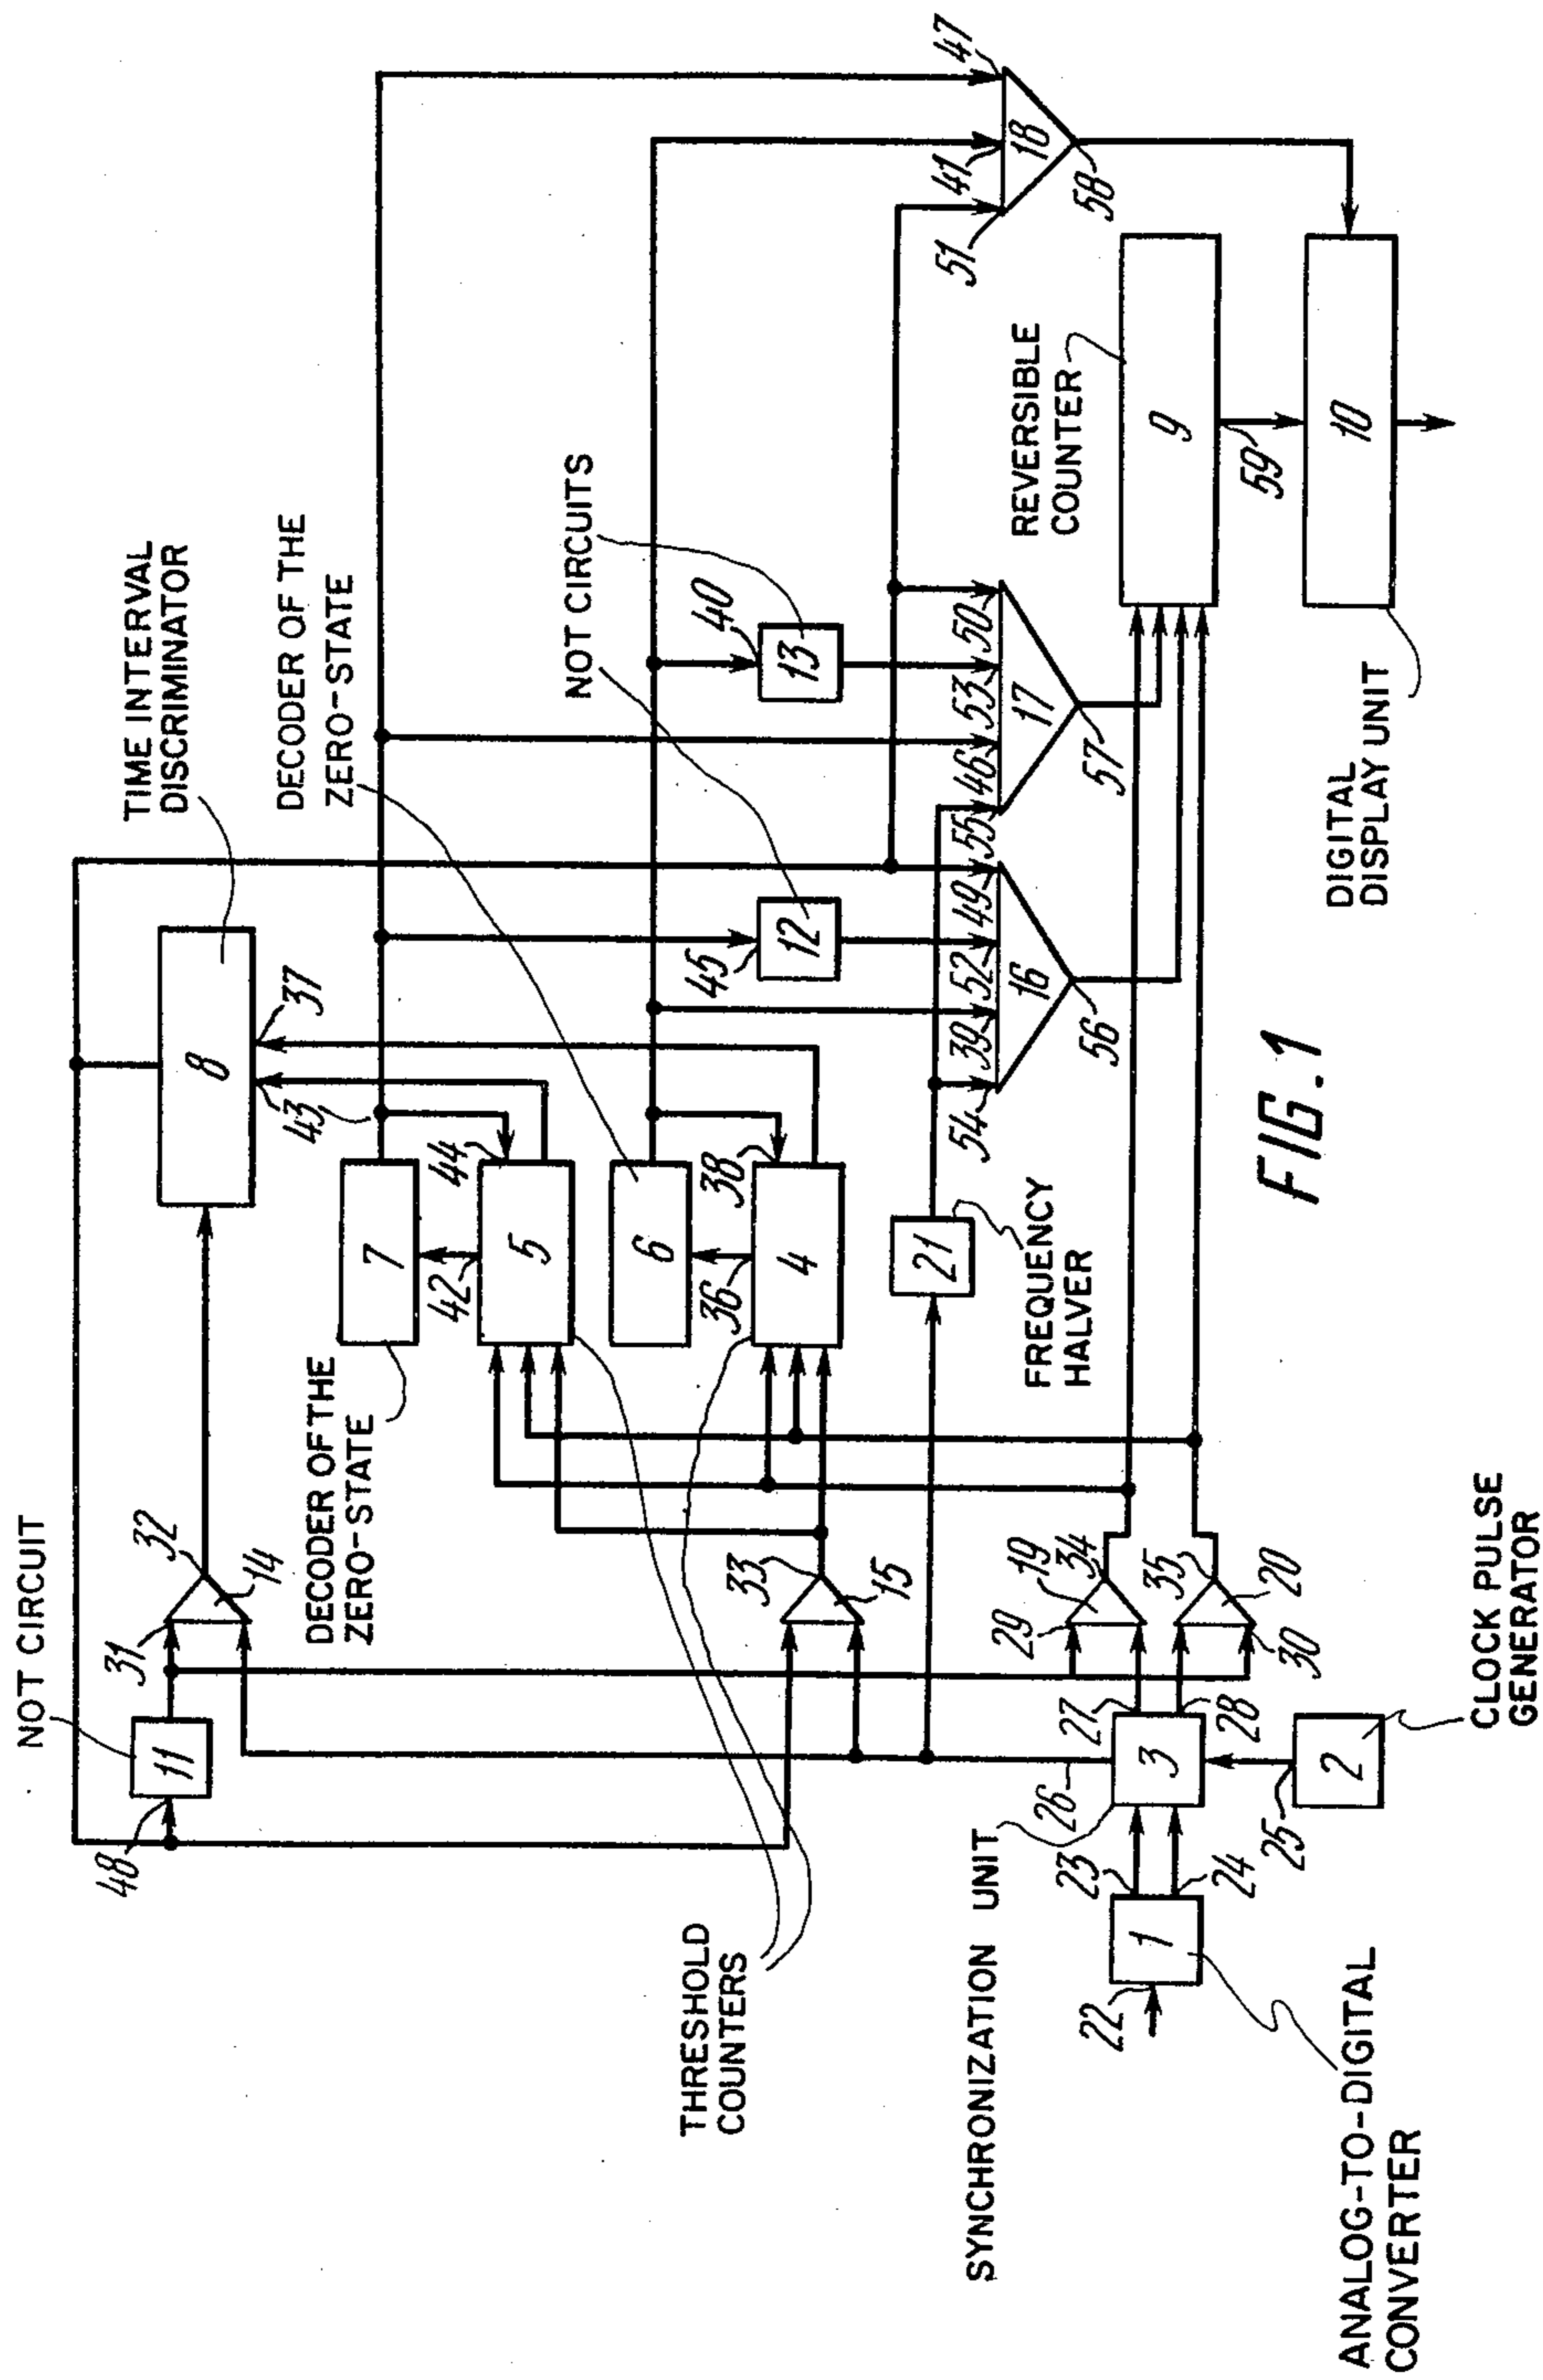 NOT CIRCUIT
TIME INTERVAL
DISCRIMINATOR
DECODER OF THE
ZERO-STATE
DECODER OF THE
ZERO-STATE
NOT CIRCUITS
THRESHOLD
COUNTERS
FREQUENCY
HALVER
REVERSIBLE
COUNTER
DIGITAL
DISPLAY UNIT
SYNCHRONIZATION UNIT
CLOCK PULSE
GENERATOR
ANALOG-TO-DIGITAL
CONVERTER
48
11
31
32
14
8
43
37
7
42
5
44
6
36
4
38
33
15
45
12
40
13
21
54
39
52
49
16
56
55
46
53
50
17
57
51
41
47
18
58
22
1
23
24
26
3
27
28
25
2
29
19
34
35
20
30
9
59
10
FIG.1